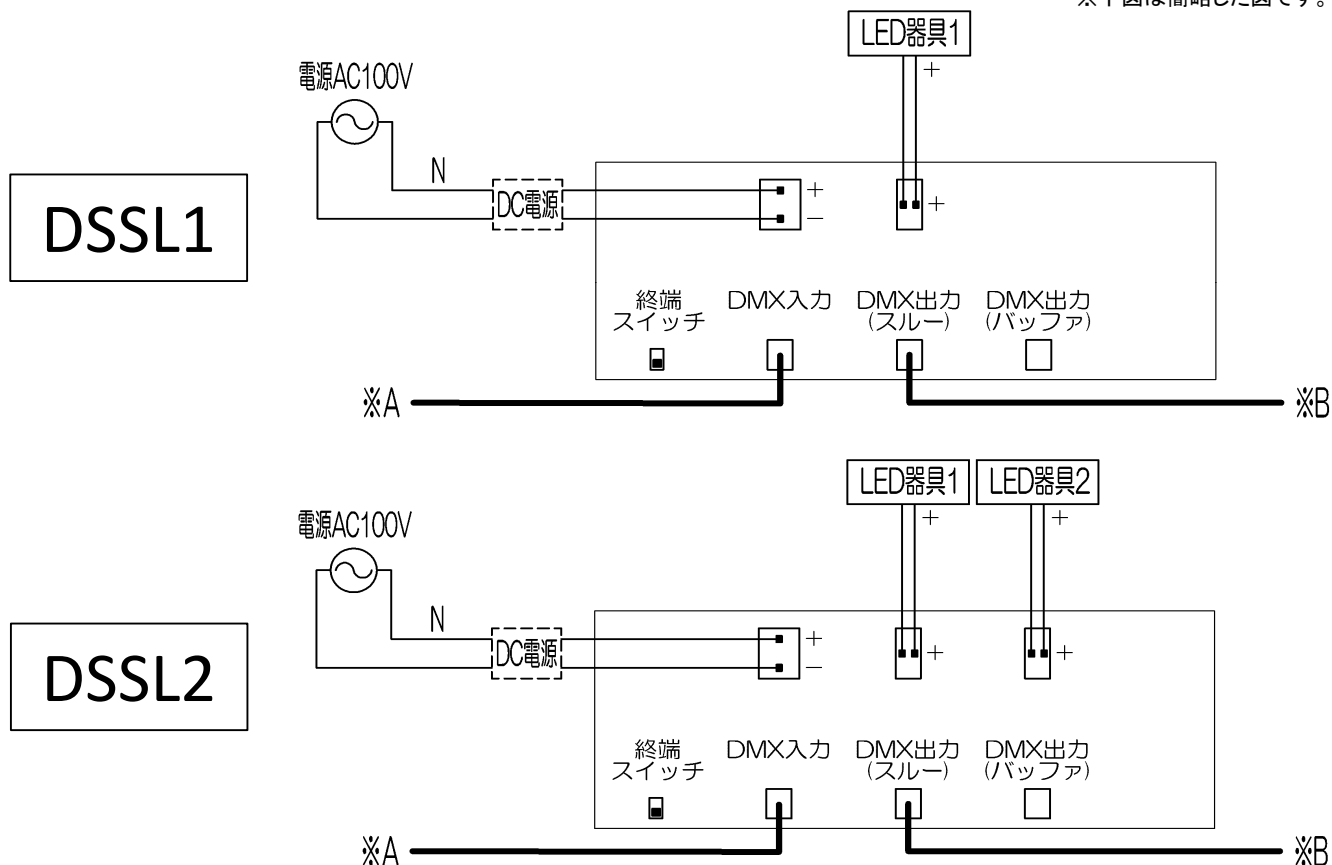 ※下図は簡略した図です。
LED器具1
+
電源AC100V
N
DC電源
+
−
+
DSSL1
終端
スイッチ
DMX入力
DMX出力
(スルー)
DMX出力
(バッファ)
※A
※B
LED器具1
LED器具2
+
+
電源AC100V
N
DC電源
+
−
+
+
DSSL2
終端
スイッチ
DMX入力
DMX出力
(スルー)
DMX出力
(バッファ)
※A
※B